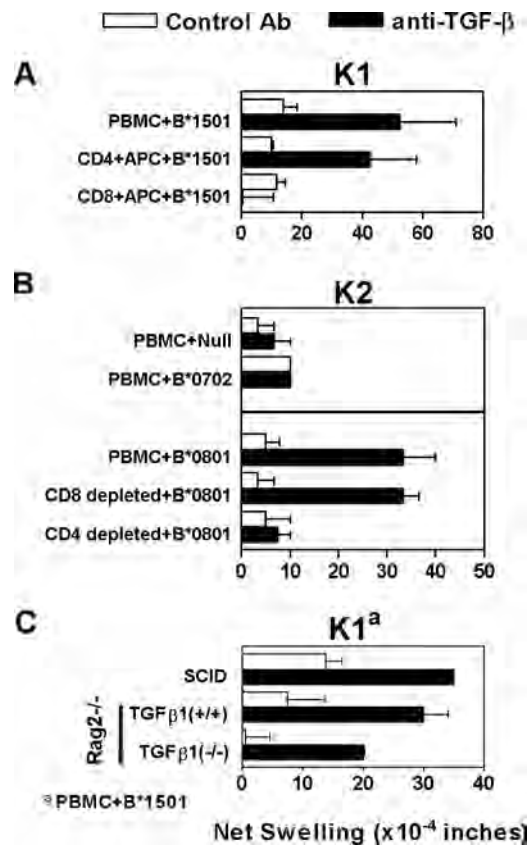 Control Ab anti-TGF-β
A K1
PBMC+B*1501
CD4+APC+B*1501
CD8+APC+B*1501
0 20 40 60 80
B K2
PBMC+Null
PBMC+B*0702
PBMC+B*0801
CD8 depleted+B*0801
CD4 depleted+B*0801
0 10 20 30 40 50
C K1ᵃ
SCID
Rag2-/-
TGFβ1(+/+)
TGFβ1(-/-)
0 10 20 30 40
ᵃPBMC+B*1501
Net Swelling (x10⁻⁴ inches)